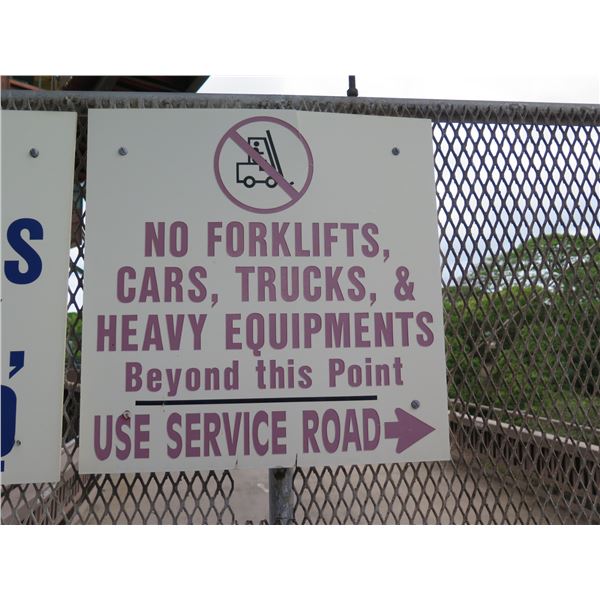 NO FORKLIFTS,
CARS, TRUCKS, &
HEAVY EQUIPMENTS
Beyond this Point
USE SERVICE ROAD